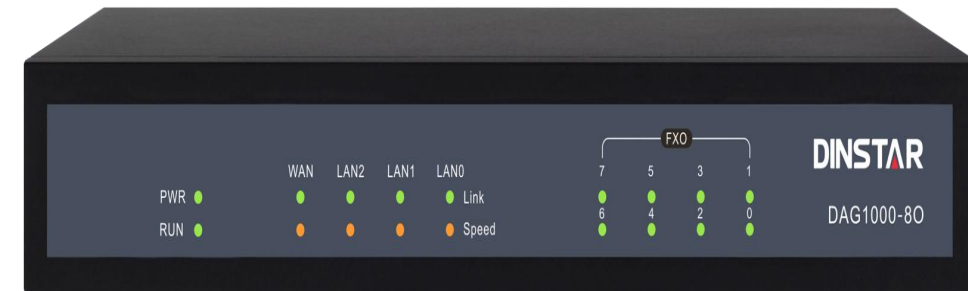 FXO
DINSTAR
WAN LAN2 LAN1 LAN0 7 5 3 1
PWR Link
6 4 2 0 DAG1000-8O
RUN Speed